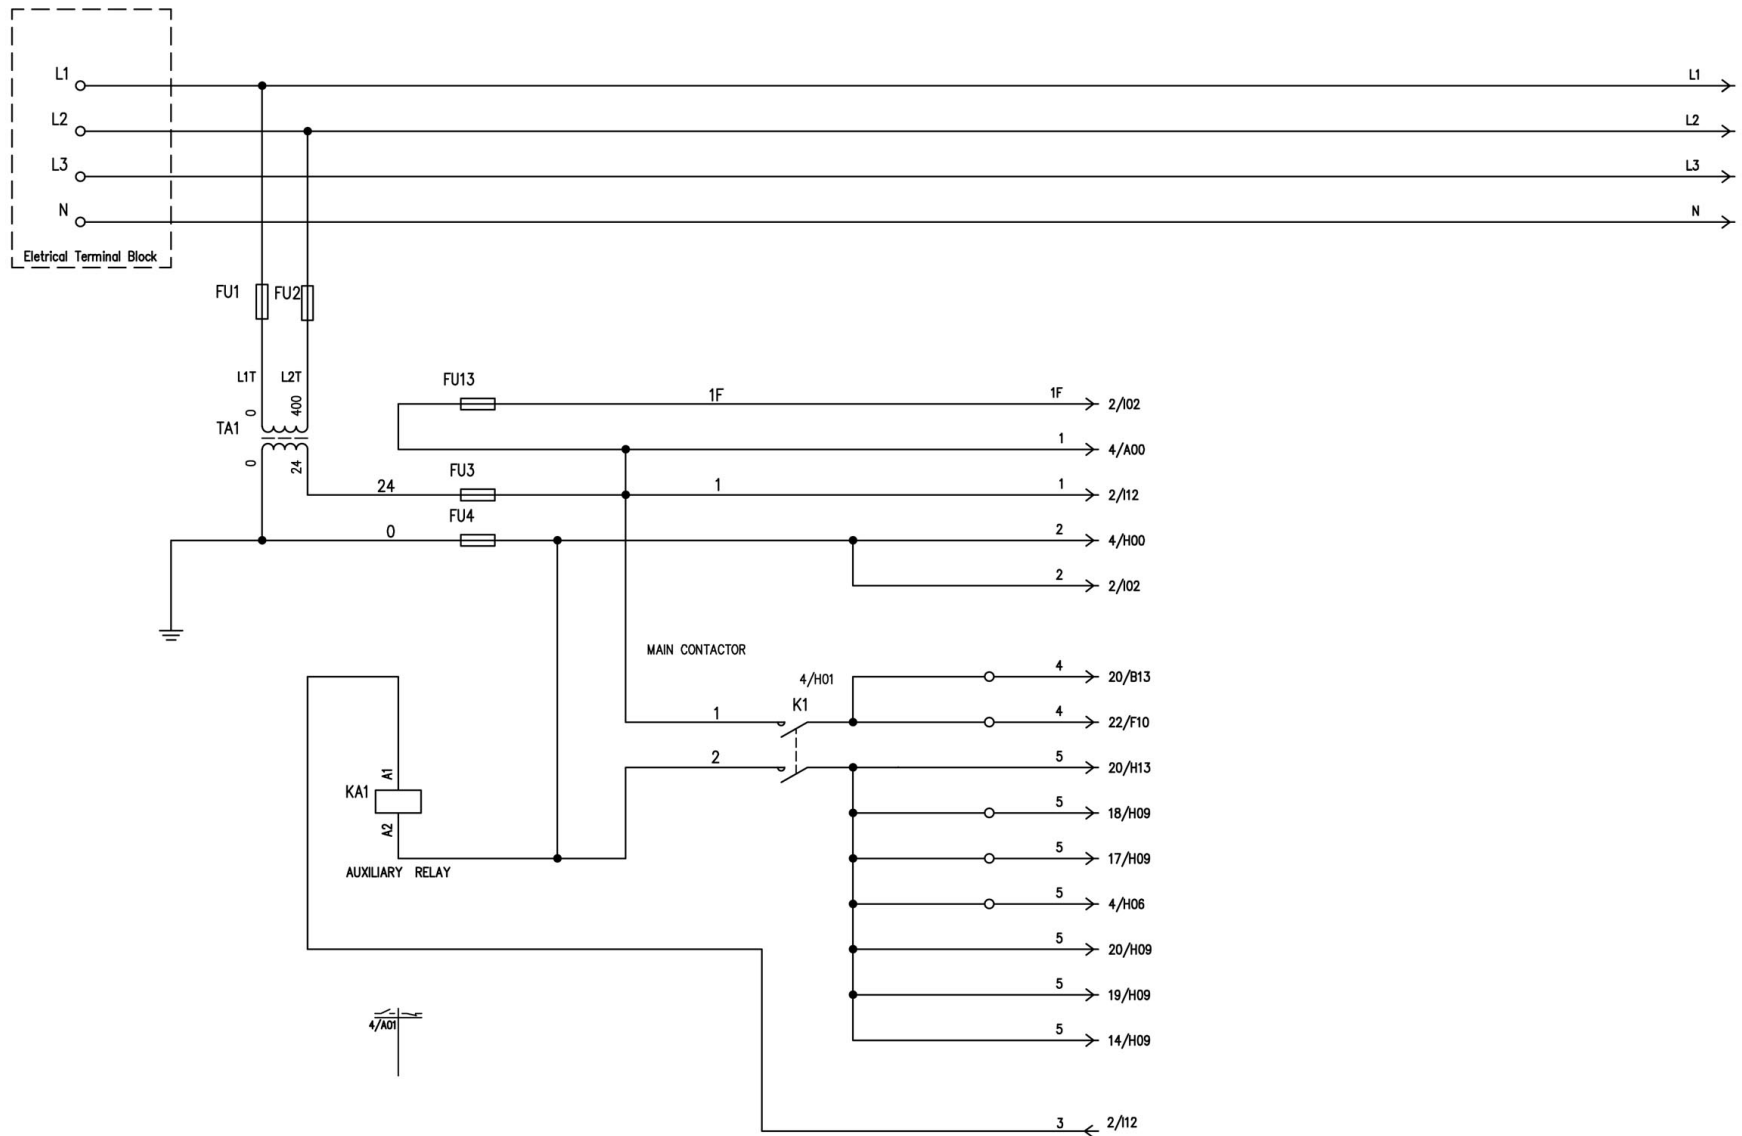 L1
L1
L2
L2
L3
L3
N
N
Eletrical Terminal Block
FU1
FU2
L1T
L2T
FU13
0
400
1F
1F
2/I02
TA1
1
4/A00
0
24
FU3
24
1
1
2/I12
FU4
0
2
4/H00
2
2/I02
MAIN CONTACTOR
4/H01
4
20/B13
K1
1
4
22/F10
2
5
20/H13
A1
KA1
5
18/H09
A2
5
17/H09
AUXILIARY RELAY
5
4/H06
5
20/H09
5
19/H09
4/A01
5
14/H09
3
2/I12